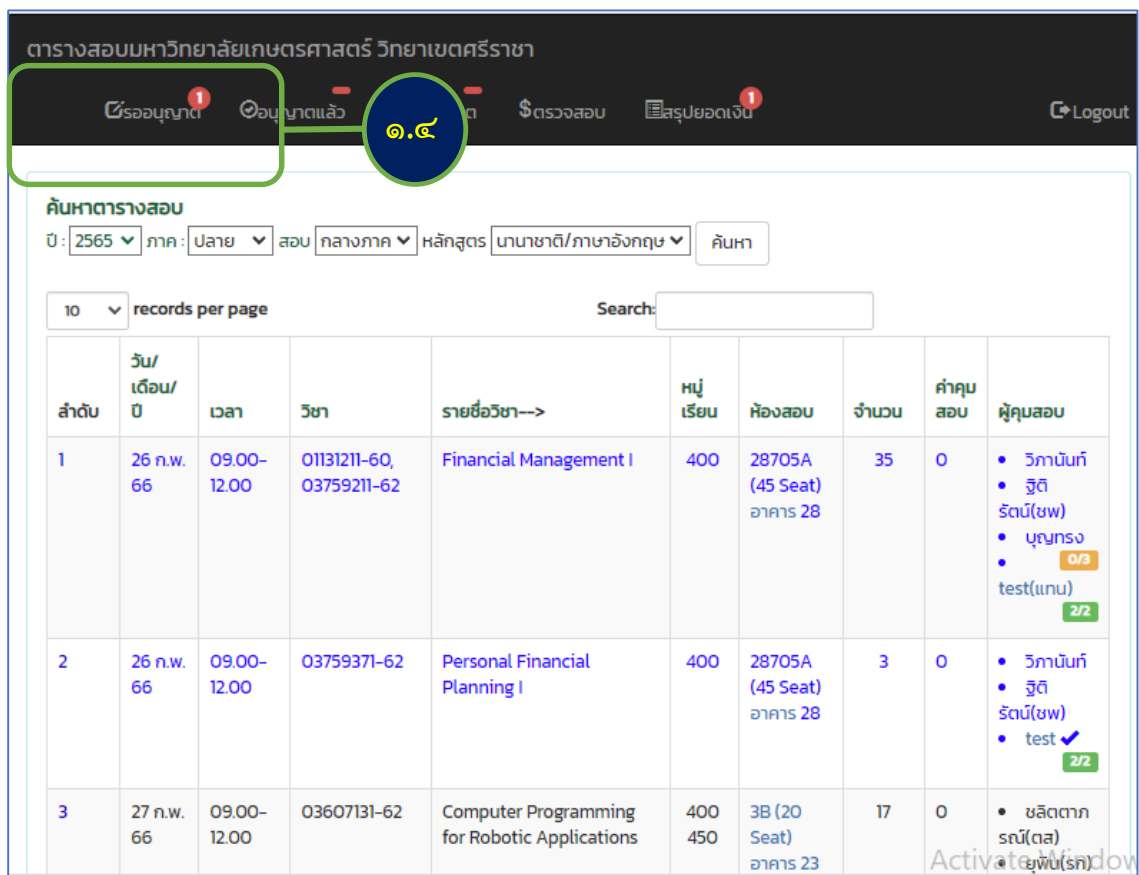 ตารางสอบมหาวิทยาลัยเกษตรศาสตร์ วิทยาเขตศรีราชา
รออนุญาต 1 อนุญาตแล้ว ต $ตรวจสอบ สรุปยอดเงิน 1 Logout
๑.๔
ค้นหาตารางสอบ
ปี : 2565 ภาค : ปลาย สอบ กลางภาค หลักสูตร นานาชาติ/ภาษาอังกฤษ ค้นหา
10 records per page Search:
ลำดับ วัน/เดือน/ปี เวลา วิชา รายชื่อวิชา--> หมู่เรียน ห้องสอบ จำนวน ค่าคุมสอบ ผู้คุมสอบ
1 26 ก.พ. 09.00- 01131211-60, Financial Management I 400 28705A 35 0 • วิภานันท์
66 12.00 03759211-62 (45 Seat) • ฐิติ
อาคาร 28 รัตน์(ชพ)
• บุญทรง
• 0/3
test(แทน)
2/2
2 26 ก.พ. 09.00- 03759371-62 Personal Financial 400 28705A 3 0 • วิภานันท์
66 12.00 Planning I (45 Seat) • ฐิติ
อาคาร 28 รัตน์(ชพ)
• test ✔
2/2
3 27 ก.พ. 09.00- 03607131-62 Computer Programming 400 3B (20 17 0 • ชลิตตาภ
66 12.00 for Robotic Applications 450 Seat) รณ์(ตส)
อาคาร 23 • ยุพิน(รก)
Activate Window